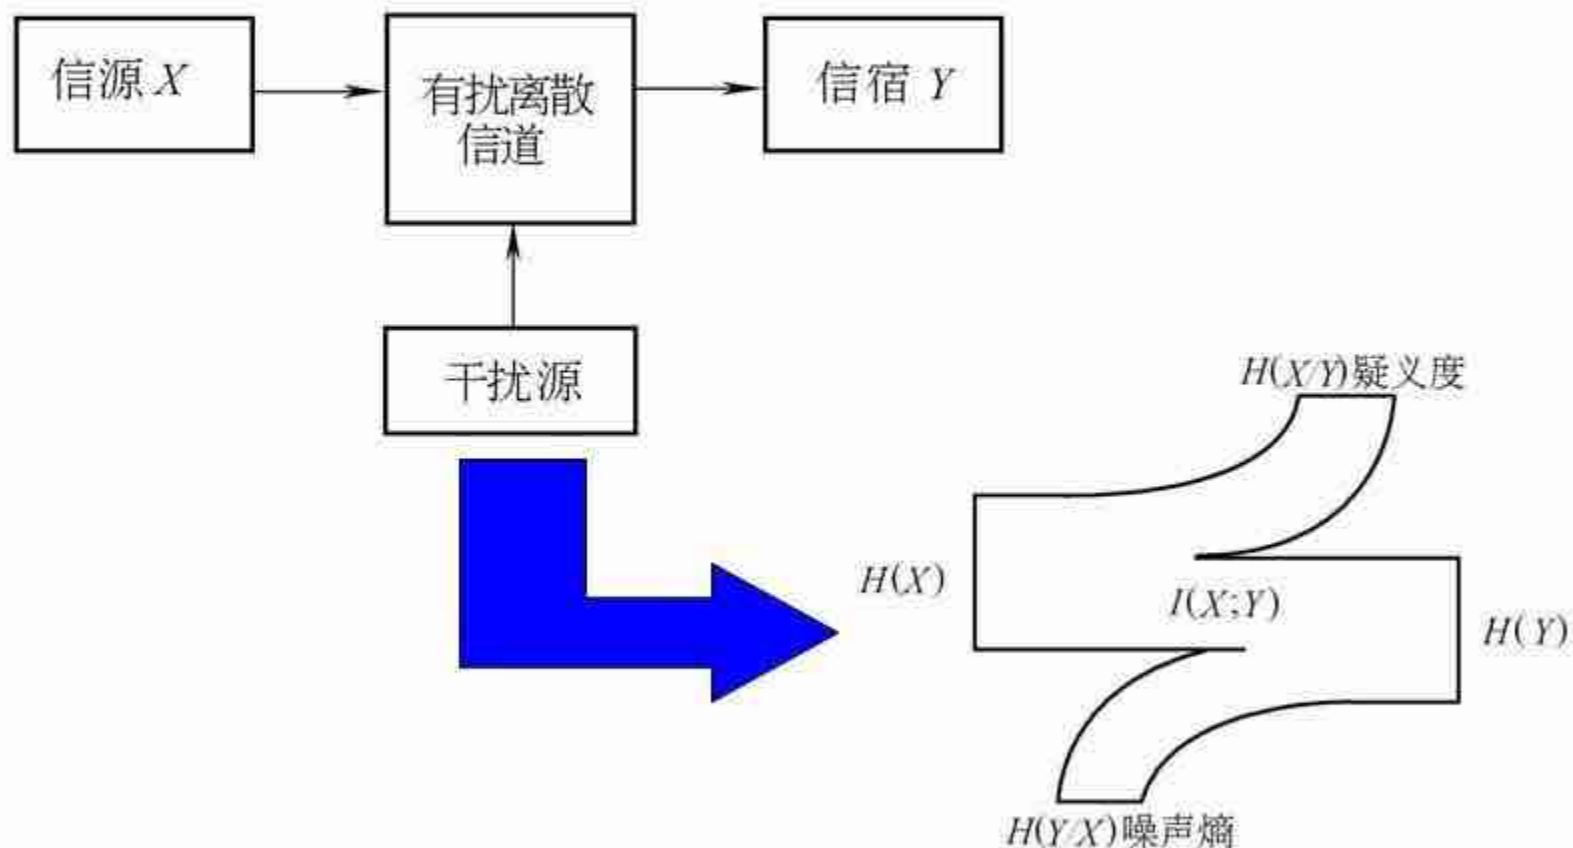 信源 X
有扰离散
信道
信宿 Y
干扰源
H(X/Y)疑义度
H(X)
I(X;Y)
H(Y)
H(Y/X)噪声熵